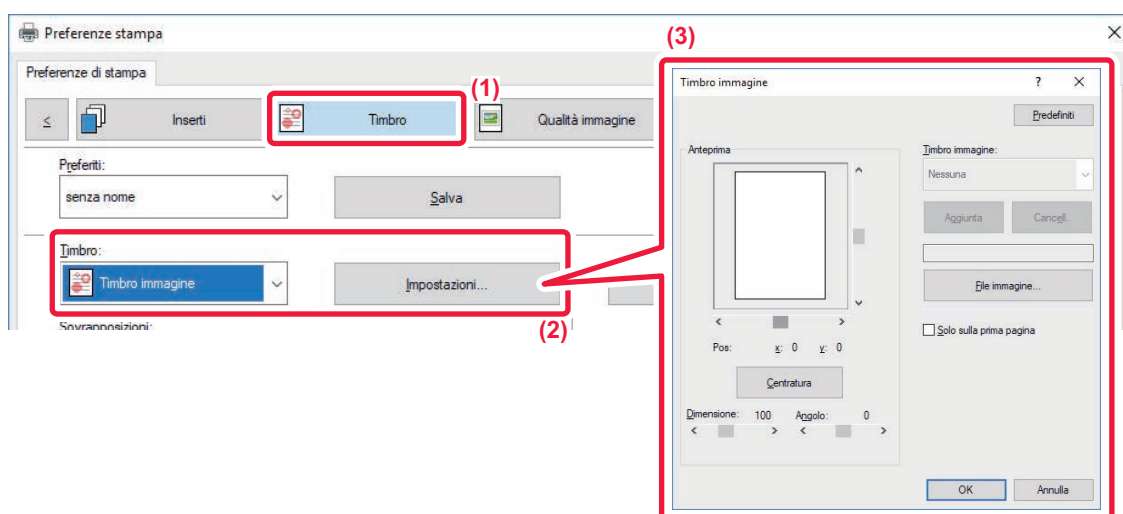 Preferenze stampa
Preferenze di stampa
(1)
<
Inserti
Timbro
Qualità immagine
Preferiti:
senza nome
Salva
Timbro:
Timbro immagine
Impostazioni...
(2)
Sovrapposizioni:
(3)
Timbro immagine
?
Predefiniti
Anteprima
Timbro immagine:
Nessuna
Aggiunta
Cancell.
File immagine...
Solo sulla prima pagina
Pos: x: 0 y: 0
Centratura
Dimensione: 100 Angolo: 0
OK
Annulla